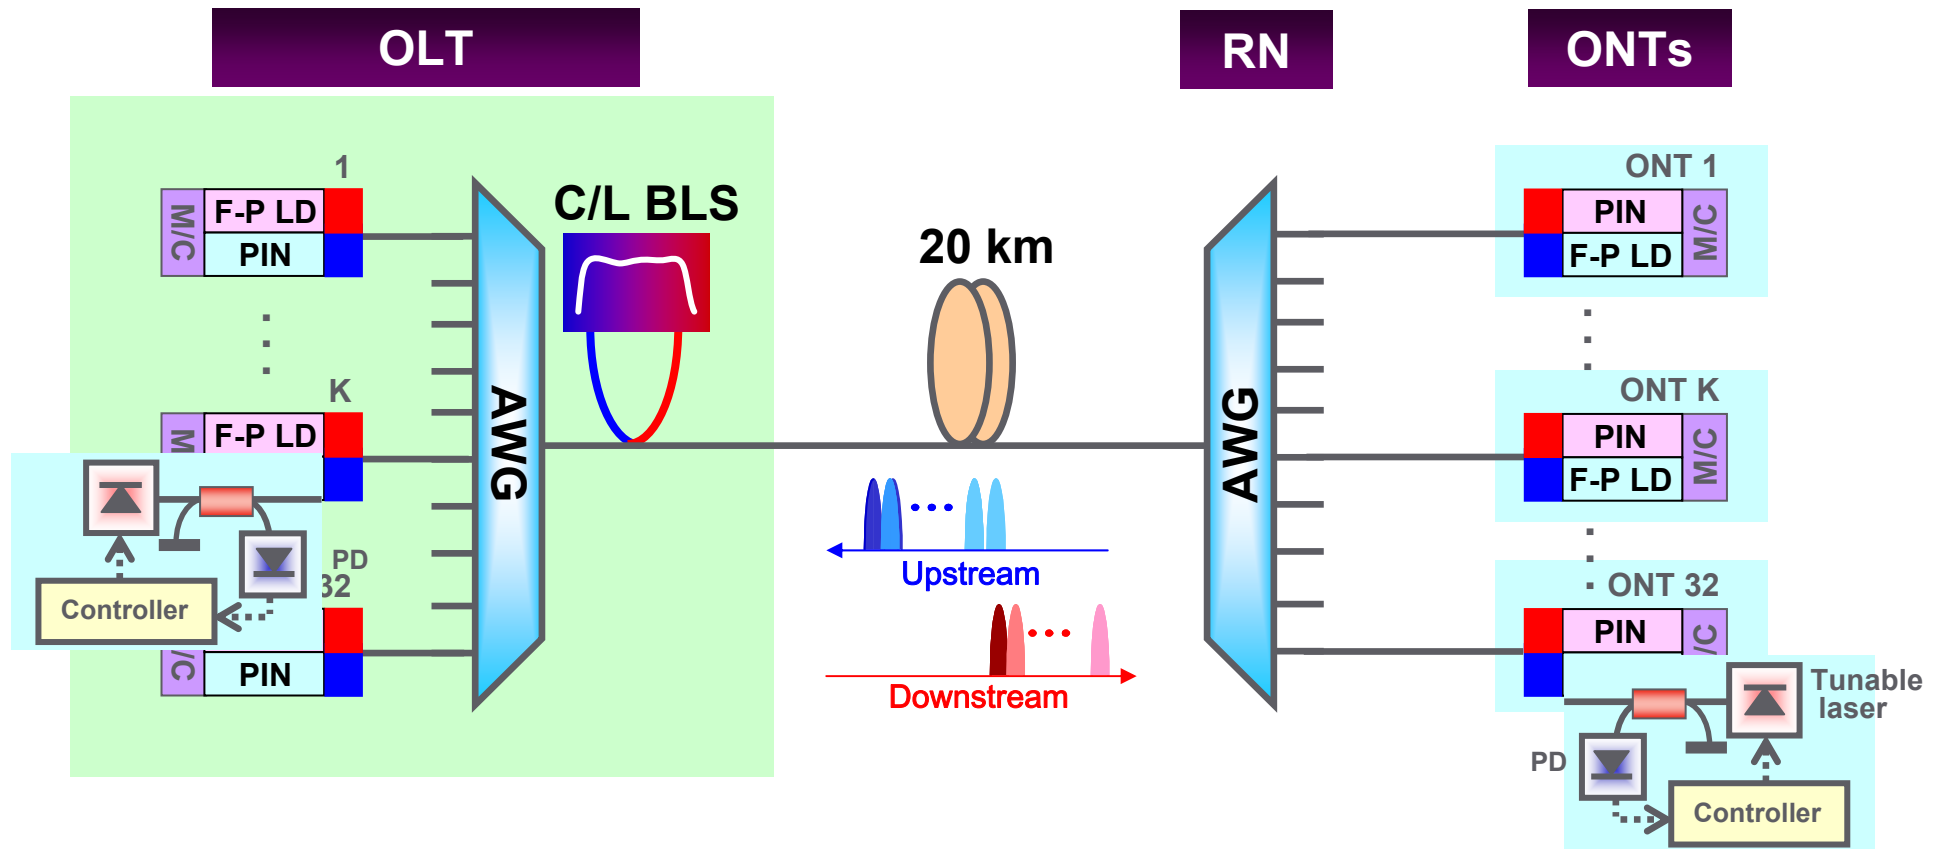 OLT
RN
ONTs
1
M/C
F-P LD
PIN
K
F-P LD
PD
32
Controller
/C
PIN
AWG
C/L BLS
20 km
Upstream
Downstream
AWG
ONT 1
PIN
F-P LD
M/C
ONT K
PIN
F-P LD
M/C
ONT 32
PIN
/C
Tunable
laser
PD
Controller